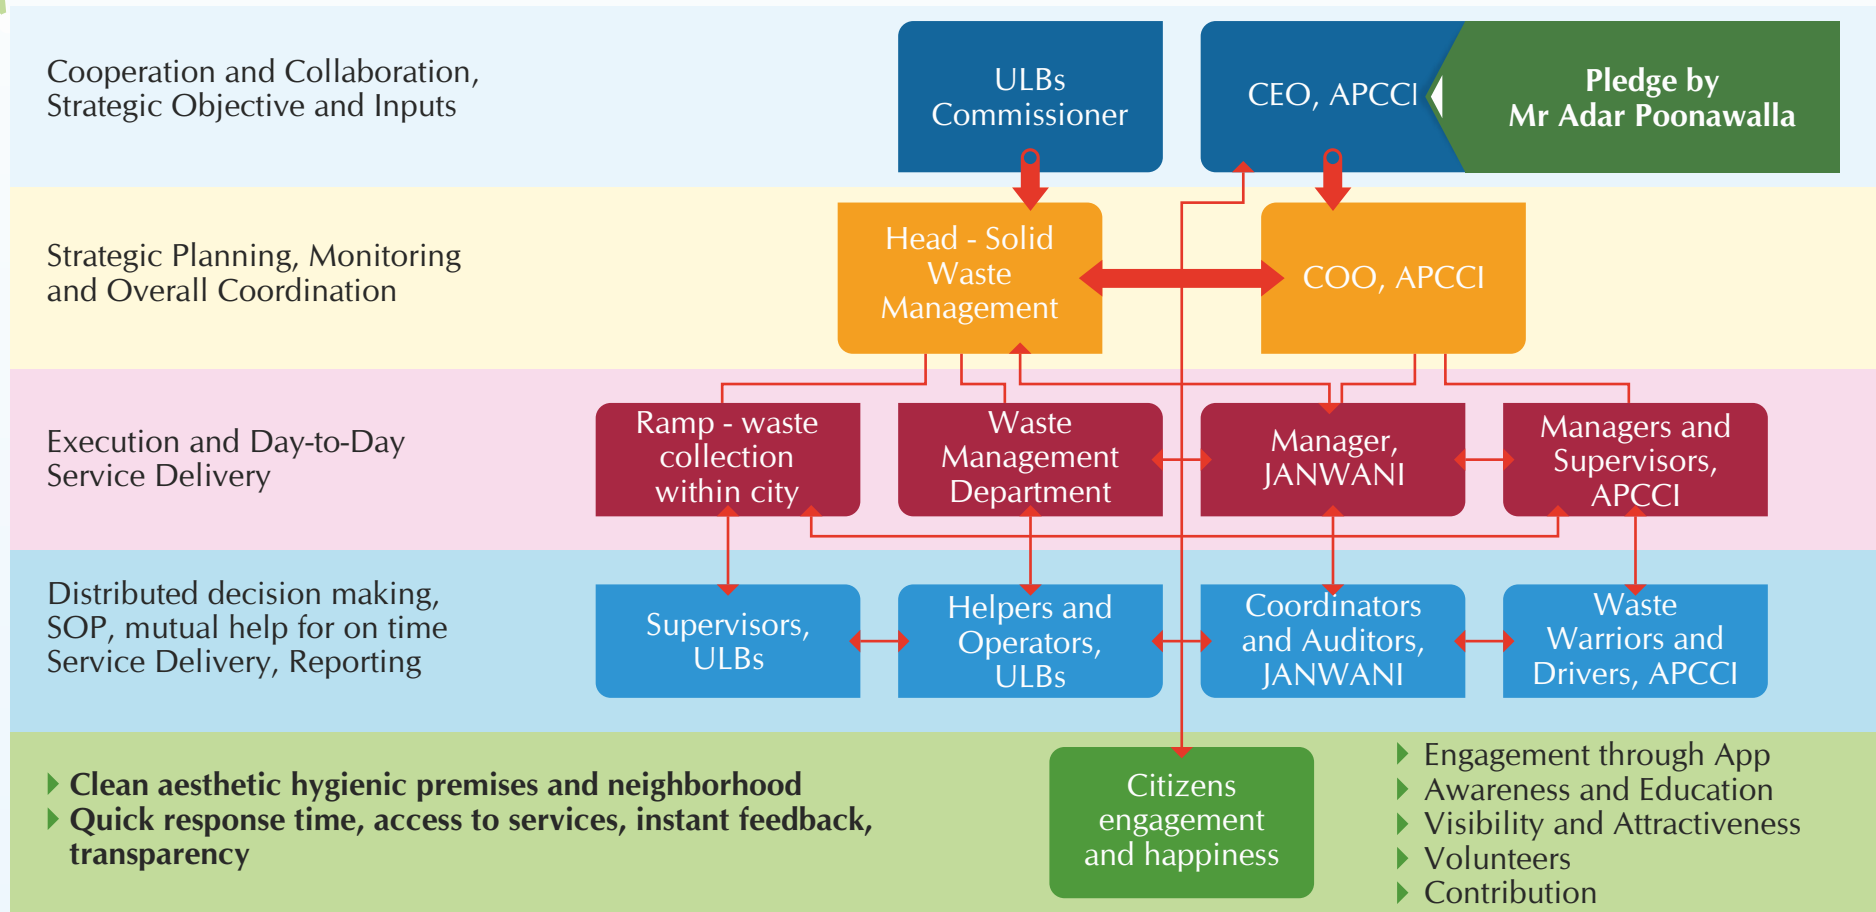 Cooperation and Collaboration,
Strategic Objective and Inputs
ULBs
Commissioner
CEO, APCCI
Pledge by
Mr Adar Poonawalla
Strategic Planning, Monitoring
and Overall Coordination
Head - Solid
Waste
Management
COO, APCCI
Execution and Day-to-Day
Service Delivery
Ramp - waste
collection
within city
Waste
Management
Department
Manager,
JANWANI
Managers and
Supervisors,
APCCI
Distributed decision making,
SOP, mutual help for on time
Service Delivery, Reporting
Supervisors,
ULBs
Helpers and
Operators,
ULBs
Coordinators
and Auditors,
JANWANI
Waste
Warriors and
Drivers, APCCI
Clean aesthetic hygienic premises and neighborhood
Quick response time, access to services, instant feedback,
transparency
Citizens
engagement
and happiness
Engagement through App
Awareness and Education
Visibility and Attractiveness
Volunteers
Contribution